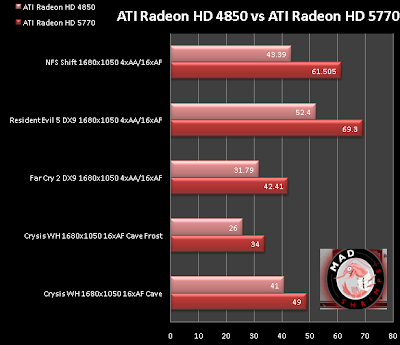 ATI Radeon HD 4850 vs ATI Radeon HD 5770
ATI Radeon HD 4850
ATI Radeon HD 5770
NFS Shift 1680x1050 4xAA/16xAF
43.39
61.505
Resident Evil 5 DX9 1680x1050 4xAA/16xAF
52.4
69.3
Far Cry 2 DX9 1680x1050 4xAA/16xAF
31.79
42.41
Crysis WH 1680x1050 16xAF Cave Frost
26
34
Crysis WH 1680x1050 16xAF Cave
41
49
0 10 20 30 40 50 60 70 80
MAD
SHRIMPS